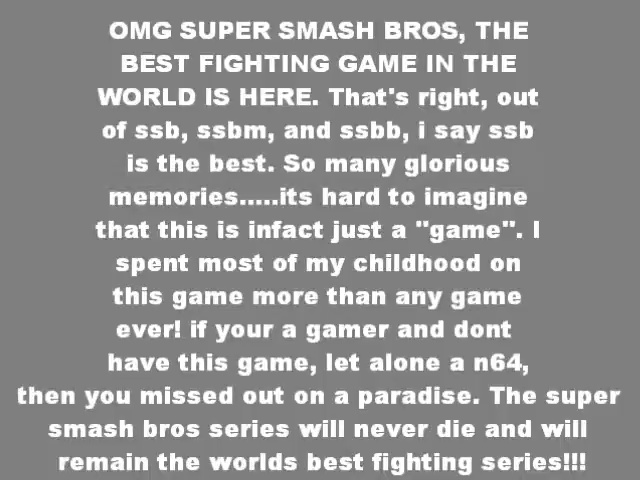 OMG SUPER SMASH BROS, THE
BEST FIGHTING GAME IN THE
WORLD IS HERE. That's right, out
of ssb, ssbm, and ssbb, i say ssb
is the best. So many glorious
memories.....its hard to imagine
that this is infact just a "game". I
spent most of my childhood on
this game more than any game
ever! if your a gamer and dont
have this game, let alone a n64,
then you missed out on a paradise. The super
smash bros series will never die and will
remain the worlds best fighting series!!!